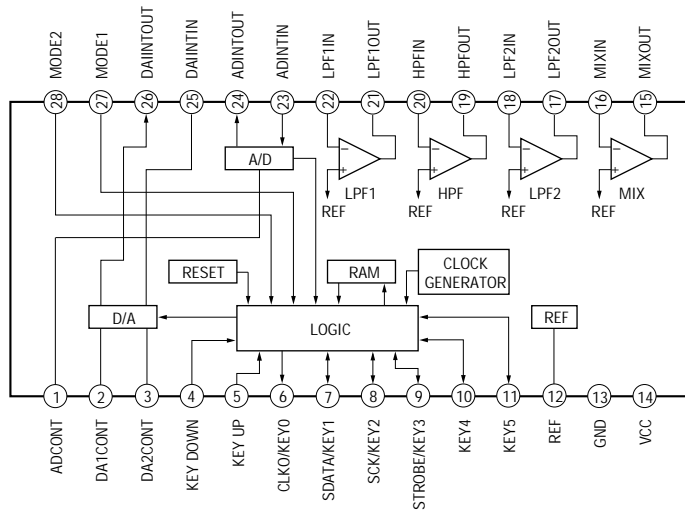 MODE2
MODE1
DAIINTOUT
DAIINTIN
ADINTOUT
ADINTIN
LPF1IN
LPF1OUT
HPFIN
HPFOUT
LPF2IN
LPF2OUT
MIXIN
MIXOUT
28
27
26
25
24
23
22
21
20
19
18
17
16
15
A/D
LPF1
HPF
LPF2
MIX
REF
REF
REF
REF
RESET
RAM
CLOCK
GENERATOR
D/A
LOGIC
REF
1
2
3
4
5
6
7
8
9
10
11
12
13
14
ADCONT
DA1CONT
DA2CONT
KEY DOWN
KEY UP
CLKO/KEY0
SDATA/KEY1
SCK/KEY2
STROBE/KEY3
KEY4
KEY5
REF
GND
VCC